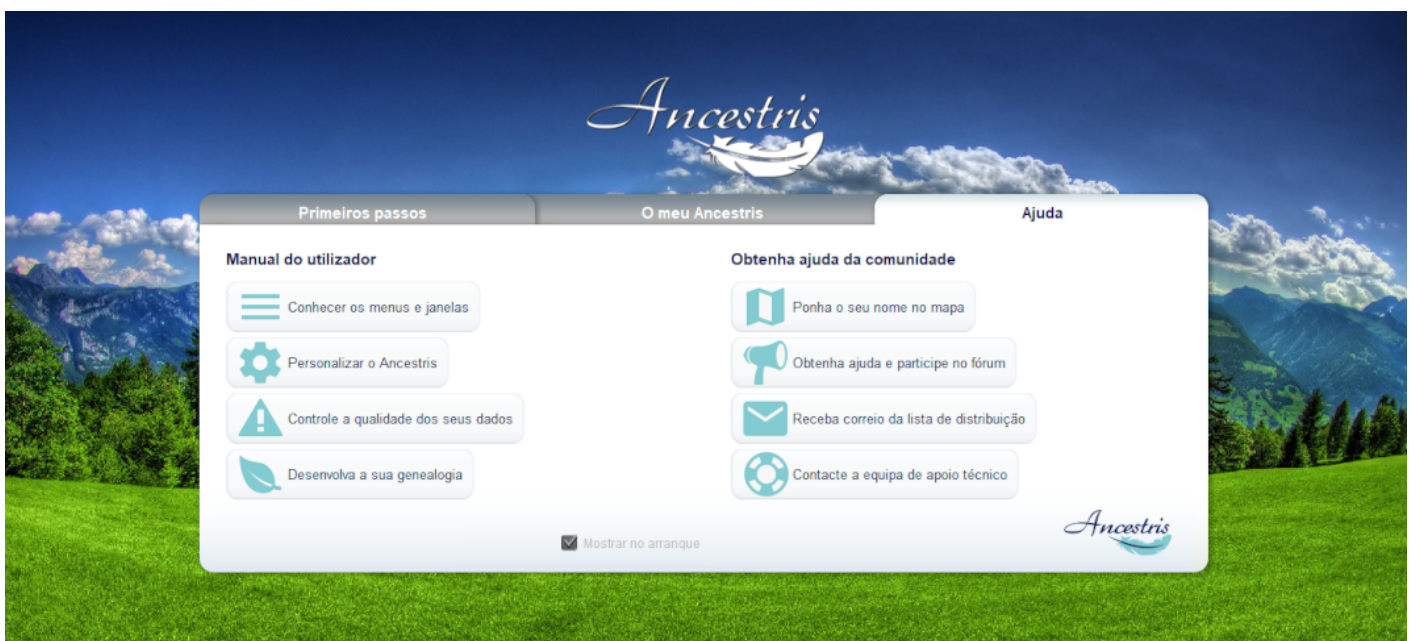 Ancestris
Primeiros passos
O meu Ancestris
Ajuda
Manual do utilizador
Conhecer os menus e janelas
Personalizar o Ancestris
Controle a qualidade dos seus dados
Desenvolva a sua genealogia
Obtenha ajuda da comunidade
Ponha o seu nome no mapa
Obtenha ajuda e participe no fórum
Receba correio da lista de distribuição
Contacte a equipa de apoio técnico
Mostrar no arranque
Ancestris